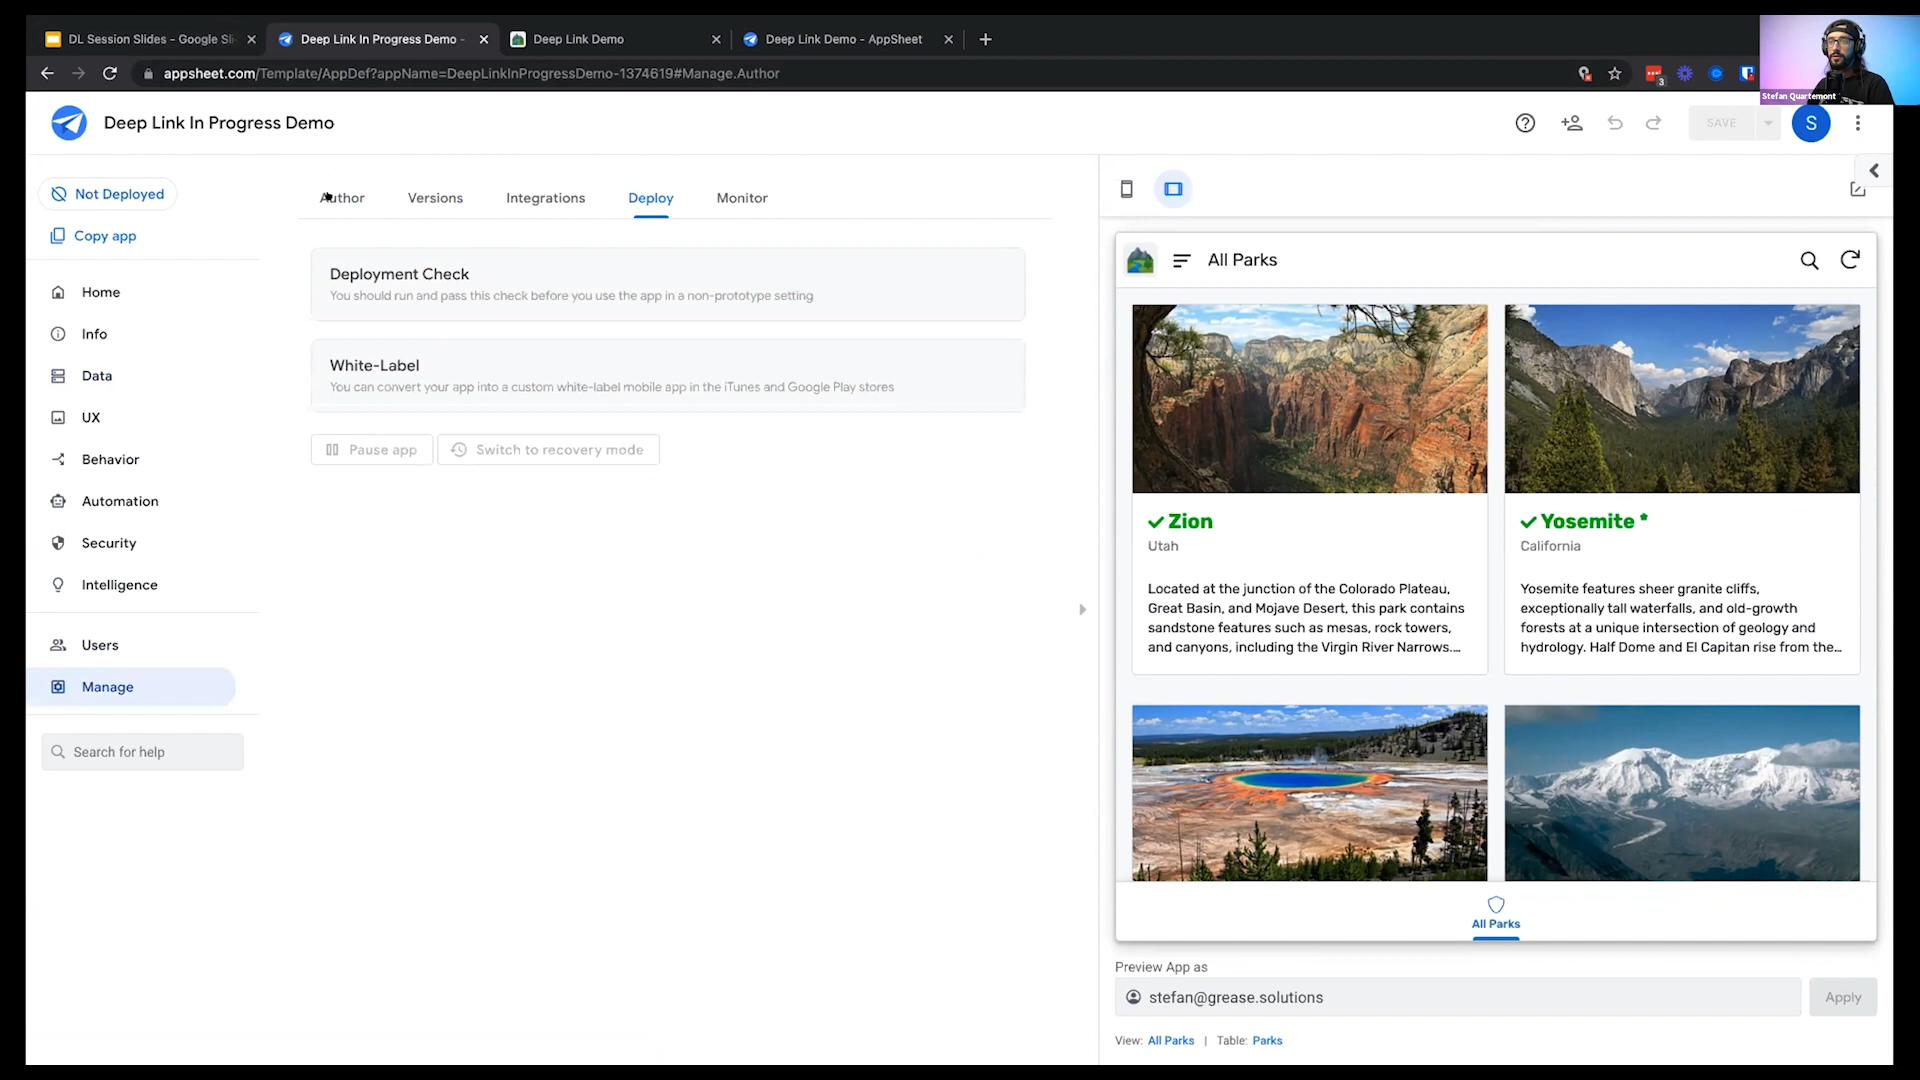 DL Session Slides - Google Sli
Deep Link In Progress Demo -
Deep Link Demo
Deep Link Demo - AppSheet
appsheet.com/Template/AppDef?appName=DeepLinkInProgressDemo-1374619#Manage.Author
3
Stefan Quartemont
Deep Link In Progress Demo
SAVE
S
Not Deployed
Copy app
Home
Info
Data
UX
Behavior
Automation
Security
Intelligence
Users
Manage
Search for help
Author
Versions
Integrations
Deploy
Monitor
Deployment Check
You should run and pass this check before you use the app in a non-prototype setting
White-Label
You can convert your app into a custom white-label mobile app in the iTunes and Google Play stores
Pause app
Switch to recovery mode
All Parks
Zion
Utah
Located at the junction of the Colorado Plateau,
Great Basin, and Mojave Desert, this park contains
sandstone features such as mesas, rock towers,
and canyons, including the Virgin River Narrows....
Yosemite *
California
Yosemite features sheer granite cliffs,
exceptionally tall waterfalls, and old-growth
forests at a unique intersection of geology and
hydrology. Half Dome and El Capitan rise from the...
All Parks
Preview App as
stefan@grease.solutions
Apply
View: All Parks | Table: Parks